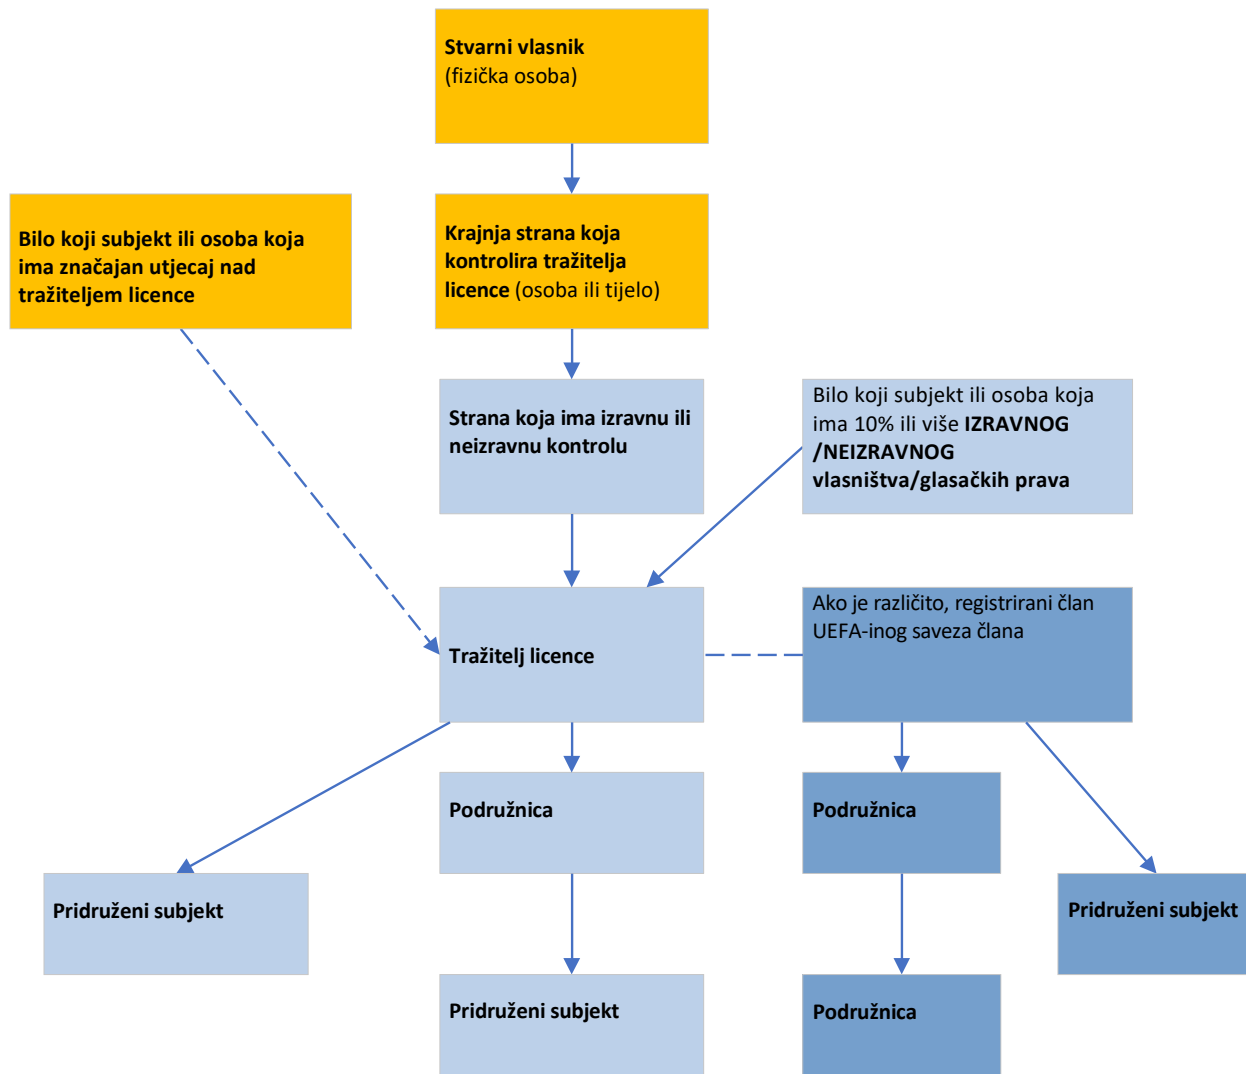 Stvarni vlasnik
(fizička osoba)
Bilo koji subjekt ili osoba koja
ima značajan utjecaj nad
tražiteljem licence
Krajnja strana koja
kontrolira tražitelja
licence (osoba ili tijelo)
Strana koja ima izravnu ili
neizravnu kontrolu
Bilo koji subjekt ili osoba koja
ima 10% ili više IZRAVNOG
/NEIZRAVNOG
vlasništva/glasačkih prava
Tražitelj licence
Ako je različito, registrirani član
UEFA-inog saveza člana
Podružnica
Podružnica
Pridruženi subjekt
Pridruženi subjekt
Pridruženi subjekt
Podružnica